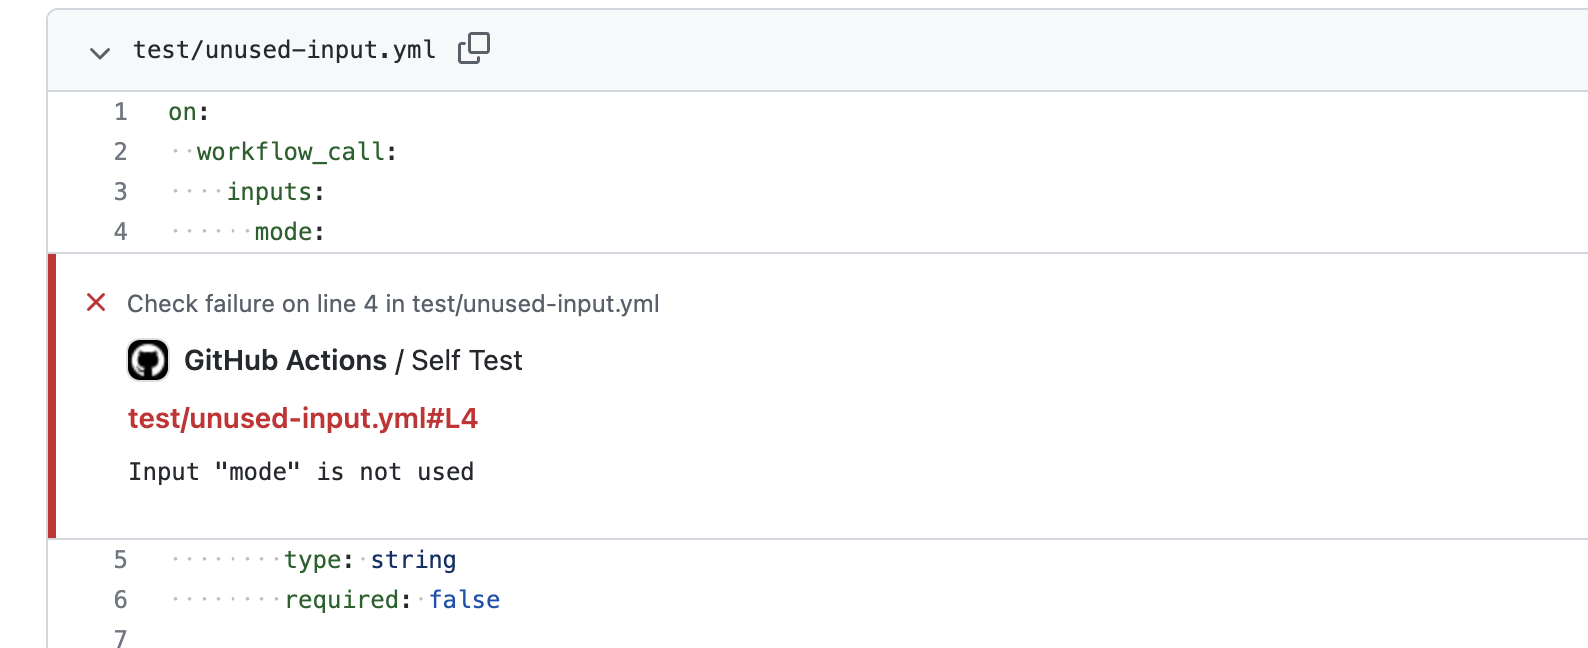 test/unused-input.yml
1 on:
2 ··workflow_call:
3 ····inputs:
4 ······mode:
Check failure on line 4 in test/unused-input.yml
GitHub Actions / Self Test
test/unused-input.yml#L4
Input "mode" is not used
5 ········type:·string
6 ········required:·false
7